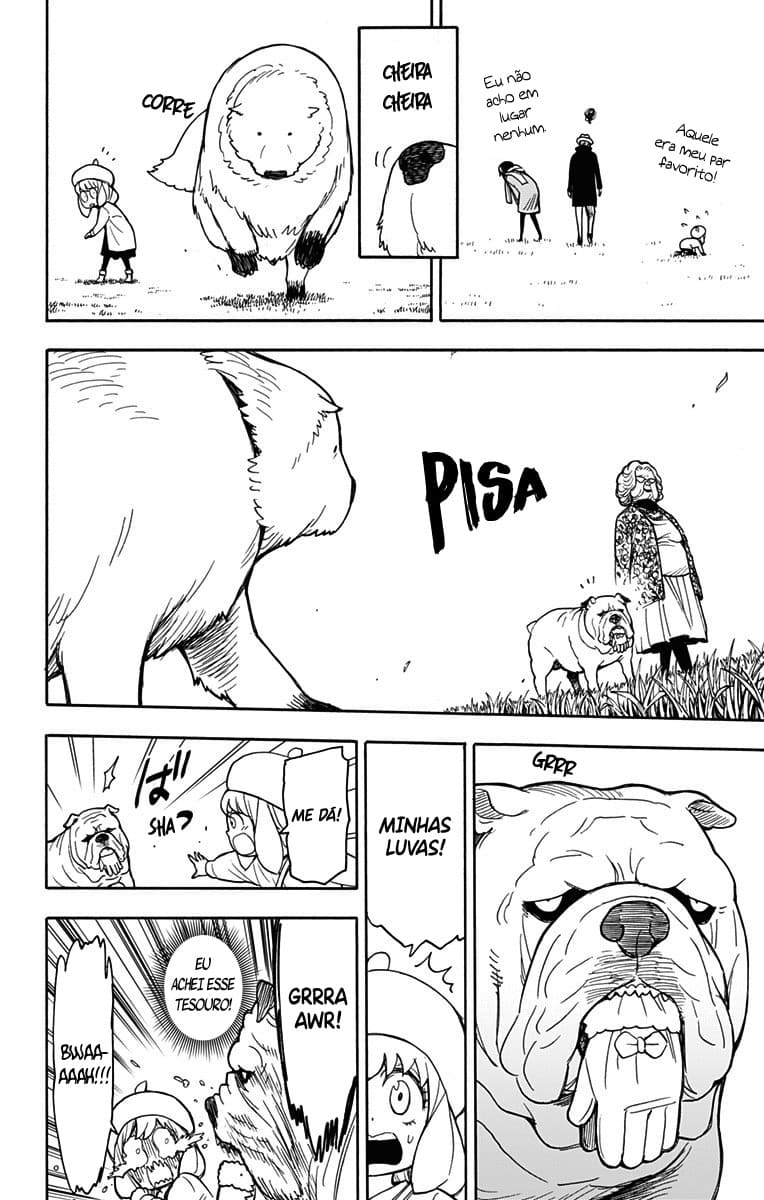 Aquele
era meu par
favorito!
Eu não
acho em
lugar
nenhum.
CHEIRA
CHEIRA
CORRE
PISA
GRRR
MINHAS
LUVAS!
ME DÁ!
ばっ
SHA
GRRRA
AWR!
EU
ACHEI ESSE
TESOURO!
BWAA-
AAAH!!!